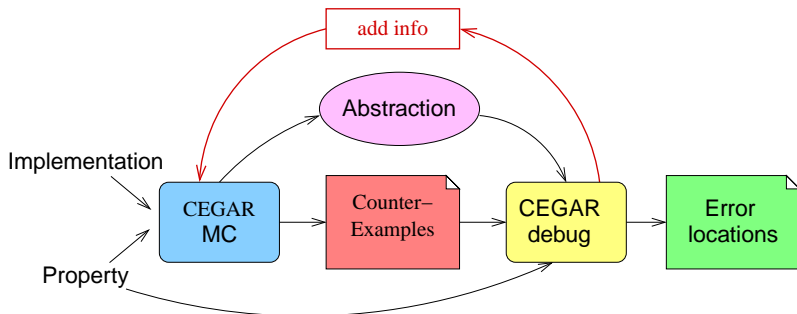 add info
Abstraction
Implementation
CEGAR
MC
Counter–
Examples
CEGAR
debug
Error
locations
Property